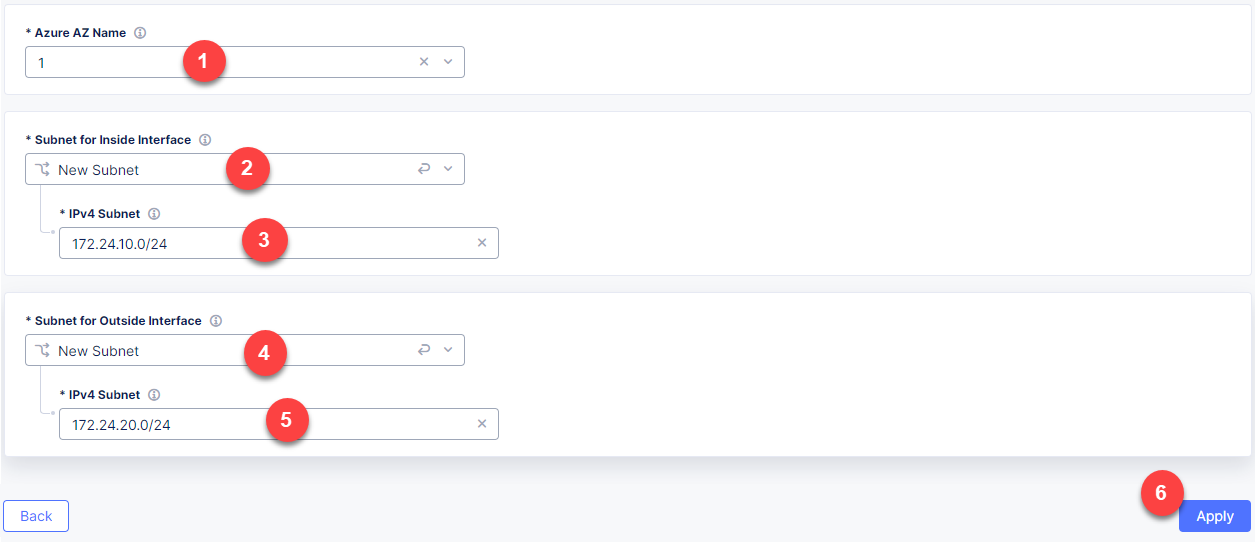 * Azure AZ Name
1
1
* Subnet for Inside Interface
New Subnet
2
* IPv4 Subnet
172.24.10.0/24
3
* Subnet for Outside Interface
New Subnet
4
* IPv4 Subnet
172.24.20.0/24
5
6
Back
Apply